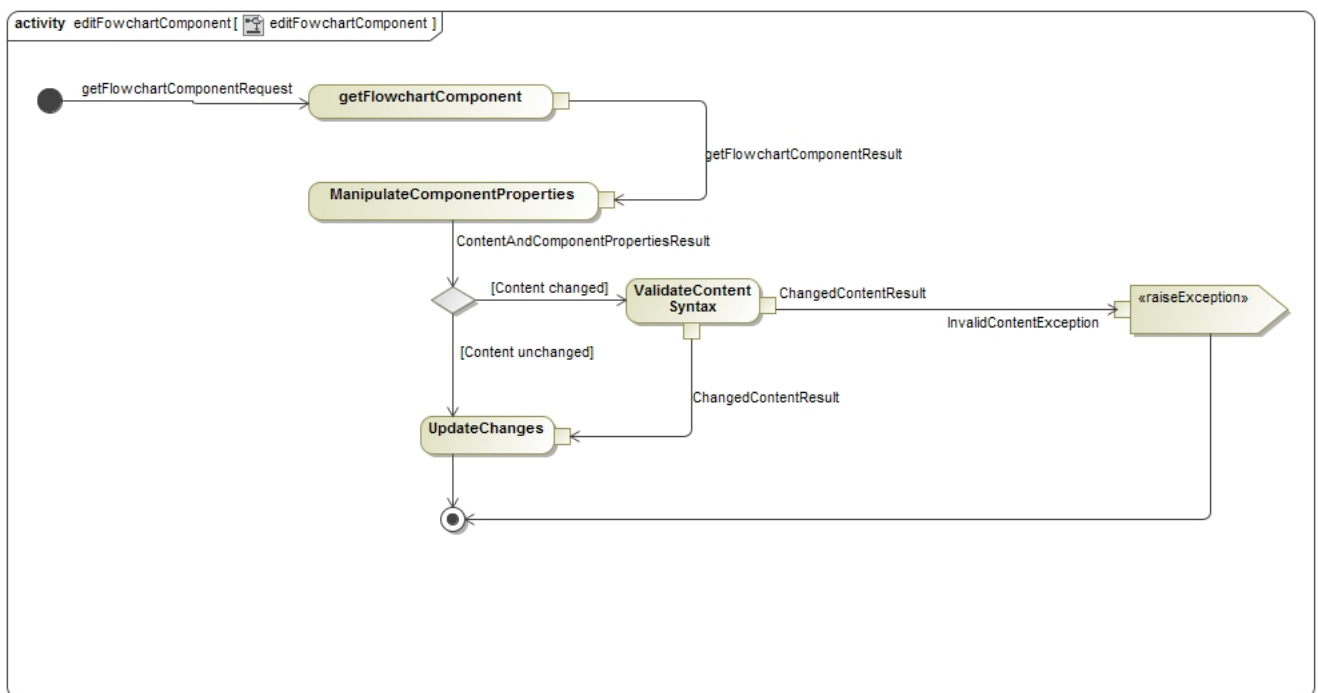 activity editFowchartComponent [ editFowchartComponent ]
getFlowchartComponentRequest
getFlowchartComponent
getFlowchartComponentResult
ManipulateComponentProperties
ContentAndComponentPropertiesResult
[Content changed]
ValidateContent
Syntax
ChangedContentResult
«raiseException»
InvalidContentException
[Content unchanged]
ChangedContentResult
UpdateChanges